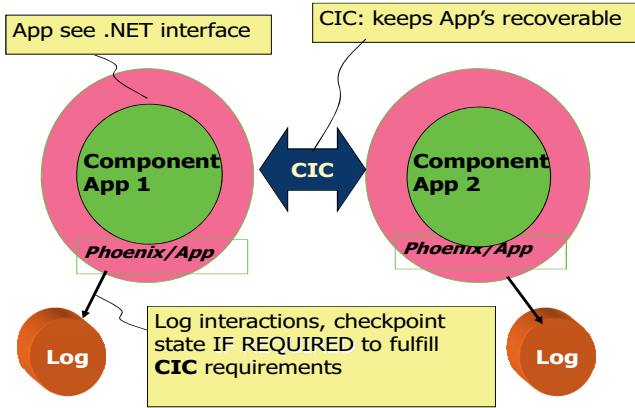 App see .NET interface
CIC: keeps App’s recoverable
Component
App 1
CIC
Component
App 2
Phoenix/App
Phoenix/App
Log
Log interactions, checkpoint
state IF REQUIRED to fulfill
CIC requirements
Log